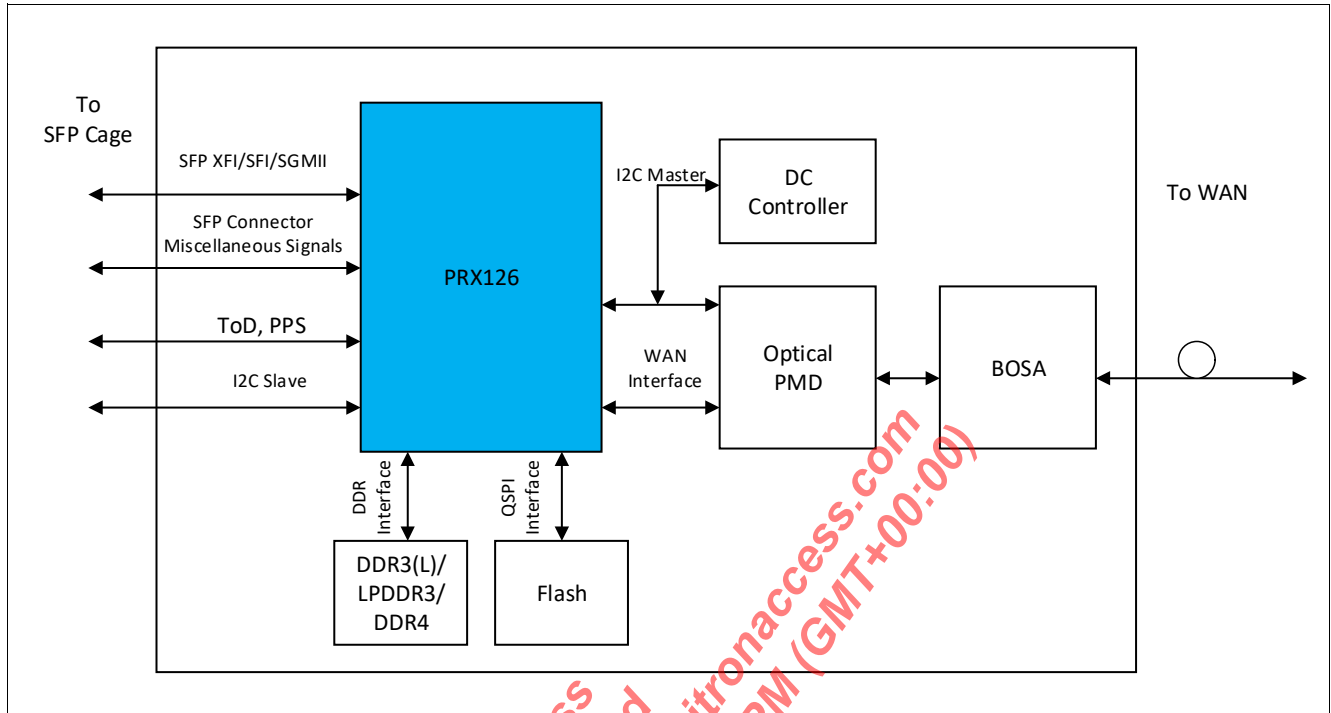 To
SFP Cage
SFP XFI/SFI/SGMII
SFP Connector
Miscellaneous Signals
ToD, PPS
I2C Slave
PRX126
I2C Master
DC
Controller
To WAN
WAN
Interface
Optical
PMD
BOSA
DDR
Interface
QSPI
Interface
DDR3(L)/
LPDDR3/
DDR4
Flash
itronaccess.com
PM (GMT+00:00)